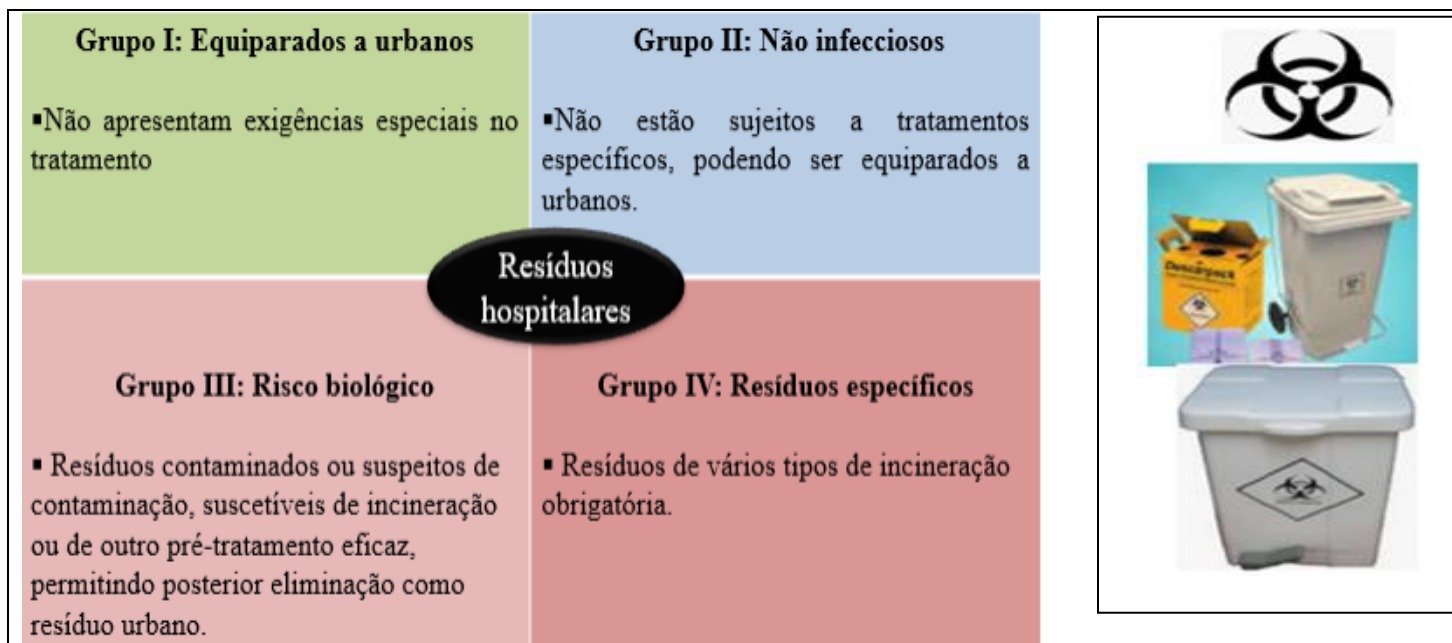 Grupo I: Equiparados a urbanos
▪Não apresentam exigências especiais no
tratamento
Grupo II: Não infecciosos
▪Não estão sujeitos a tratamentos
específicos, podendo ser equiparados a
urbanos.
Resíduos
hospitalares
Grupo III: Risco biológico
▪ Resíduos contaminados ou suspeitos de
contaminação, suscetíveis de incineração
ou de outro pré-tratamento eficaz,
permitindo posterior eliminação como
resíduo urbano.
Grupo IV: Resíduos específicos
▪ Resíduos de vários tipos de incineração
obrigatória.